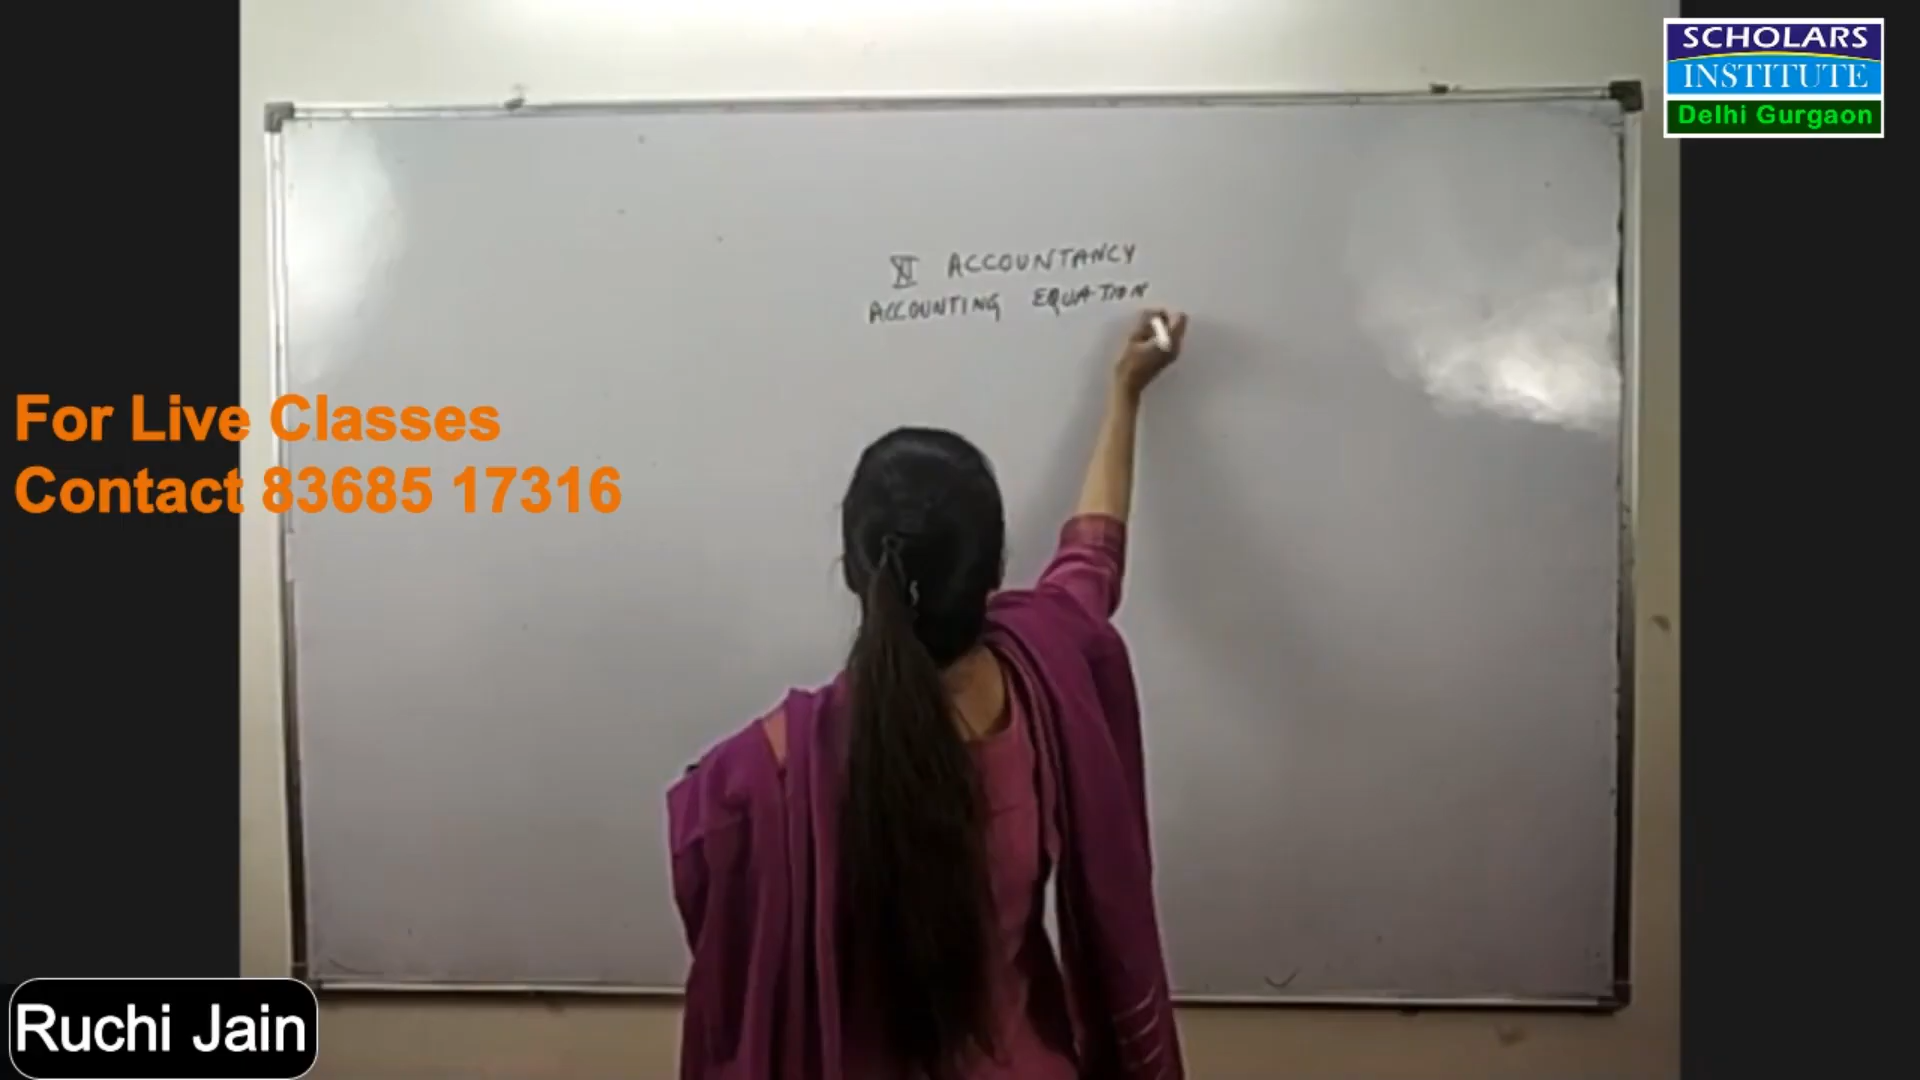 SCHOLARS
INSTITUTE
Delhi Gurgaon
XI ACCOUNTANCY
ACCOUNTING EQUATION
For Live Classes
Contact 83685 17316
Ruchi Jain